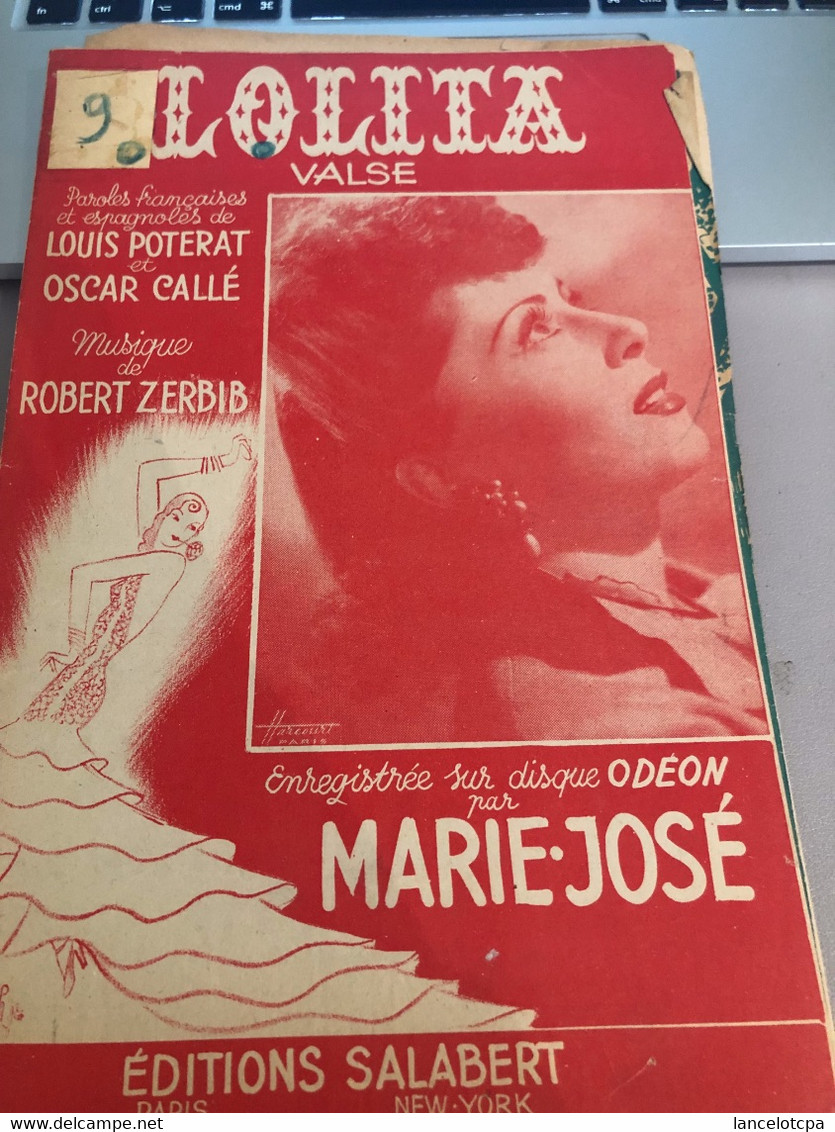 fn
ctrl
alt
cmd ⌘
⌘
9.
LOLITA
VALSE
Paroles françaises
et espagnoles de
LOUIS POTERAT
et
OSCAR CALLÉ
Musique
de
ROBERT ZERBIB
Harcourt
PARIS
Enregistrée sur disque ODÉON
par
MARIE·JOSÉ
ÉDITIONS SALABERT
PARIS NEW·YORK
delcampe.net
lancelotcpa